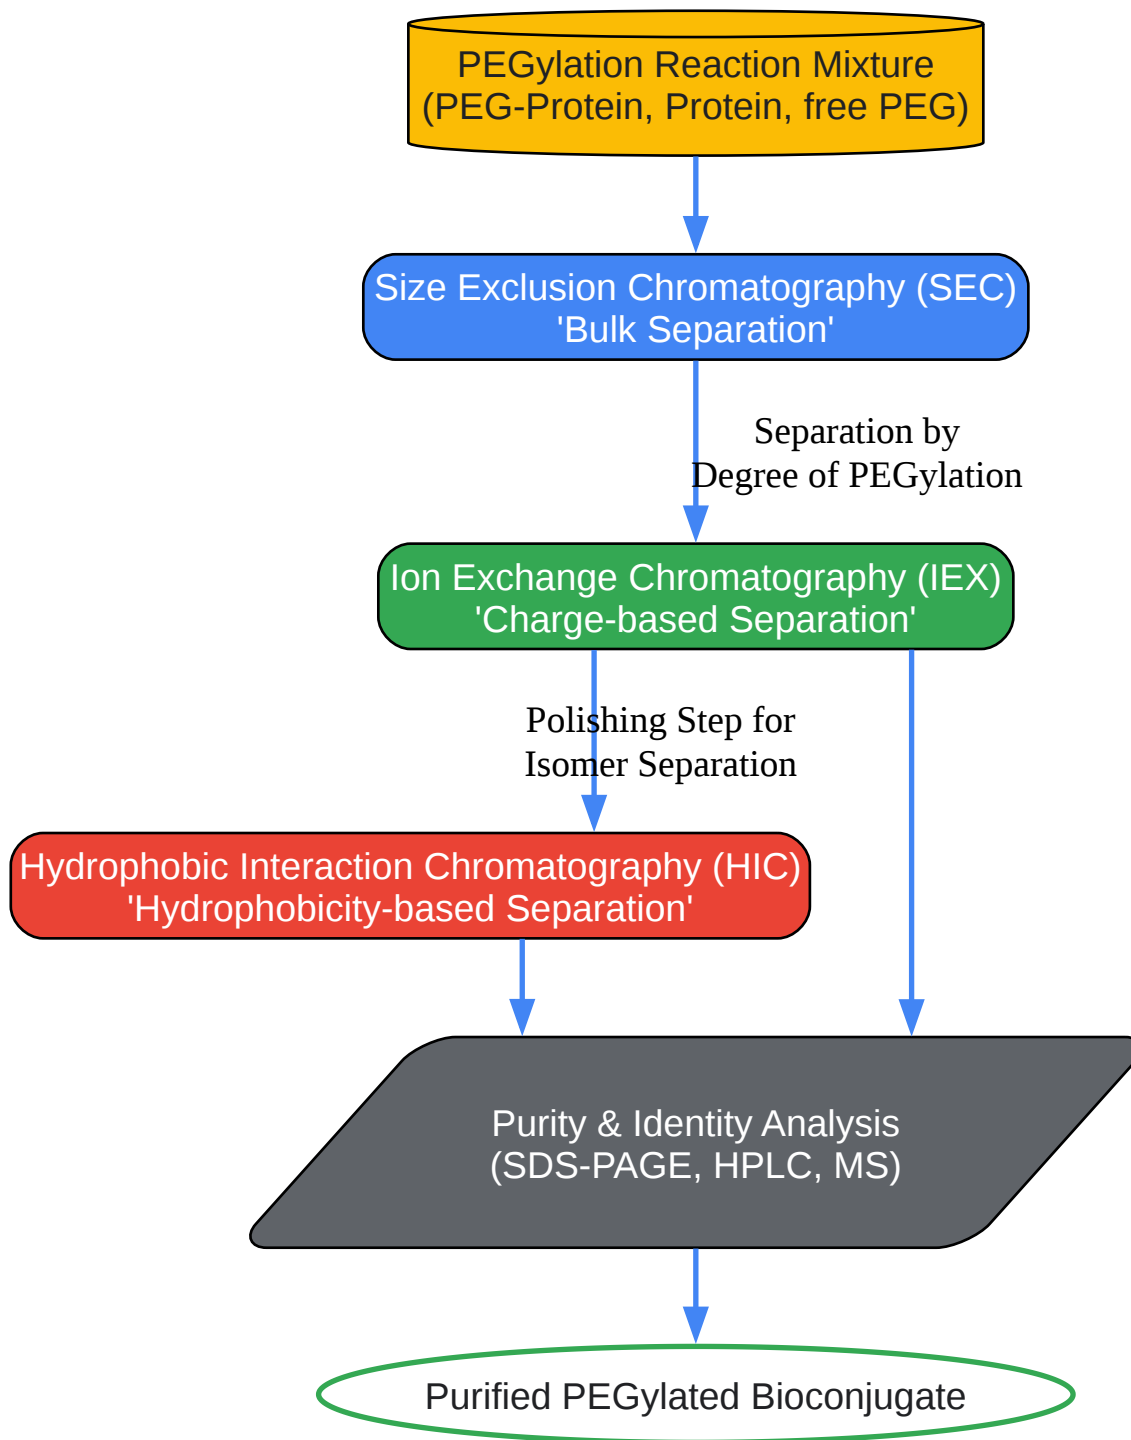 PEGylation Reaction Mixture
(PEG-Protein, Protein, free PEG)
Size Exclusion Chromatography (SEC)
'Bulk Separation'
Separation by
Degree of PEGylation
Ion Exchange Chromatography (IEX)
'Charge-based Separation'
Polishing Step for
Isomer Separation
Hydrophobic Interaction Chromatography (HIC)
'Hydrophobicity-based Separation'
Purity & Identity Analysis
(SDS-PAGE, HPLC, MS)
Purified PEGylated Bioconjugate